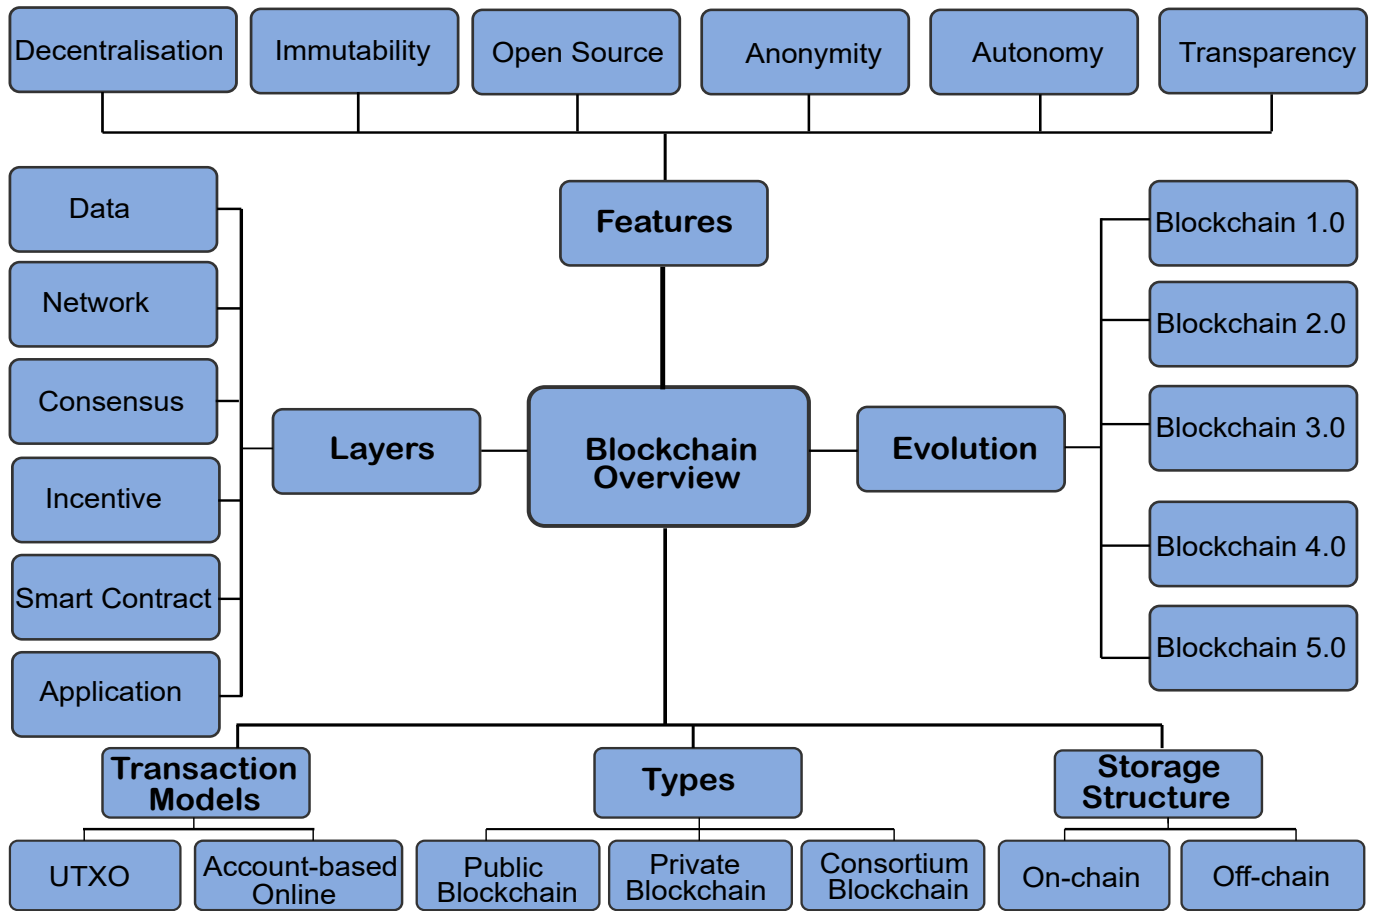 Decentralisation
Immutability
Open Source
Anonymity
Autonomy
Transparency
Features
Data
Network
Consensus
Incentive
Smart Contract
Application
Layers
Blockchain
Overview
Evolution
Blockchain 1.0
Blockchain 2.0
Blockchain 3.0
Blockchain 4.0
Blockchain 5.0
Transaction
Models
UTXO
Account-based
Online
Types
Public
Blockchain
Private
Blockchain
Consortium
Blockchain
Storage
Structure
On-chain
Off-chain